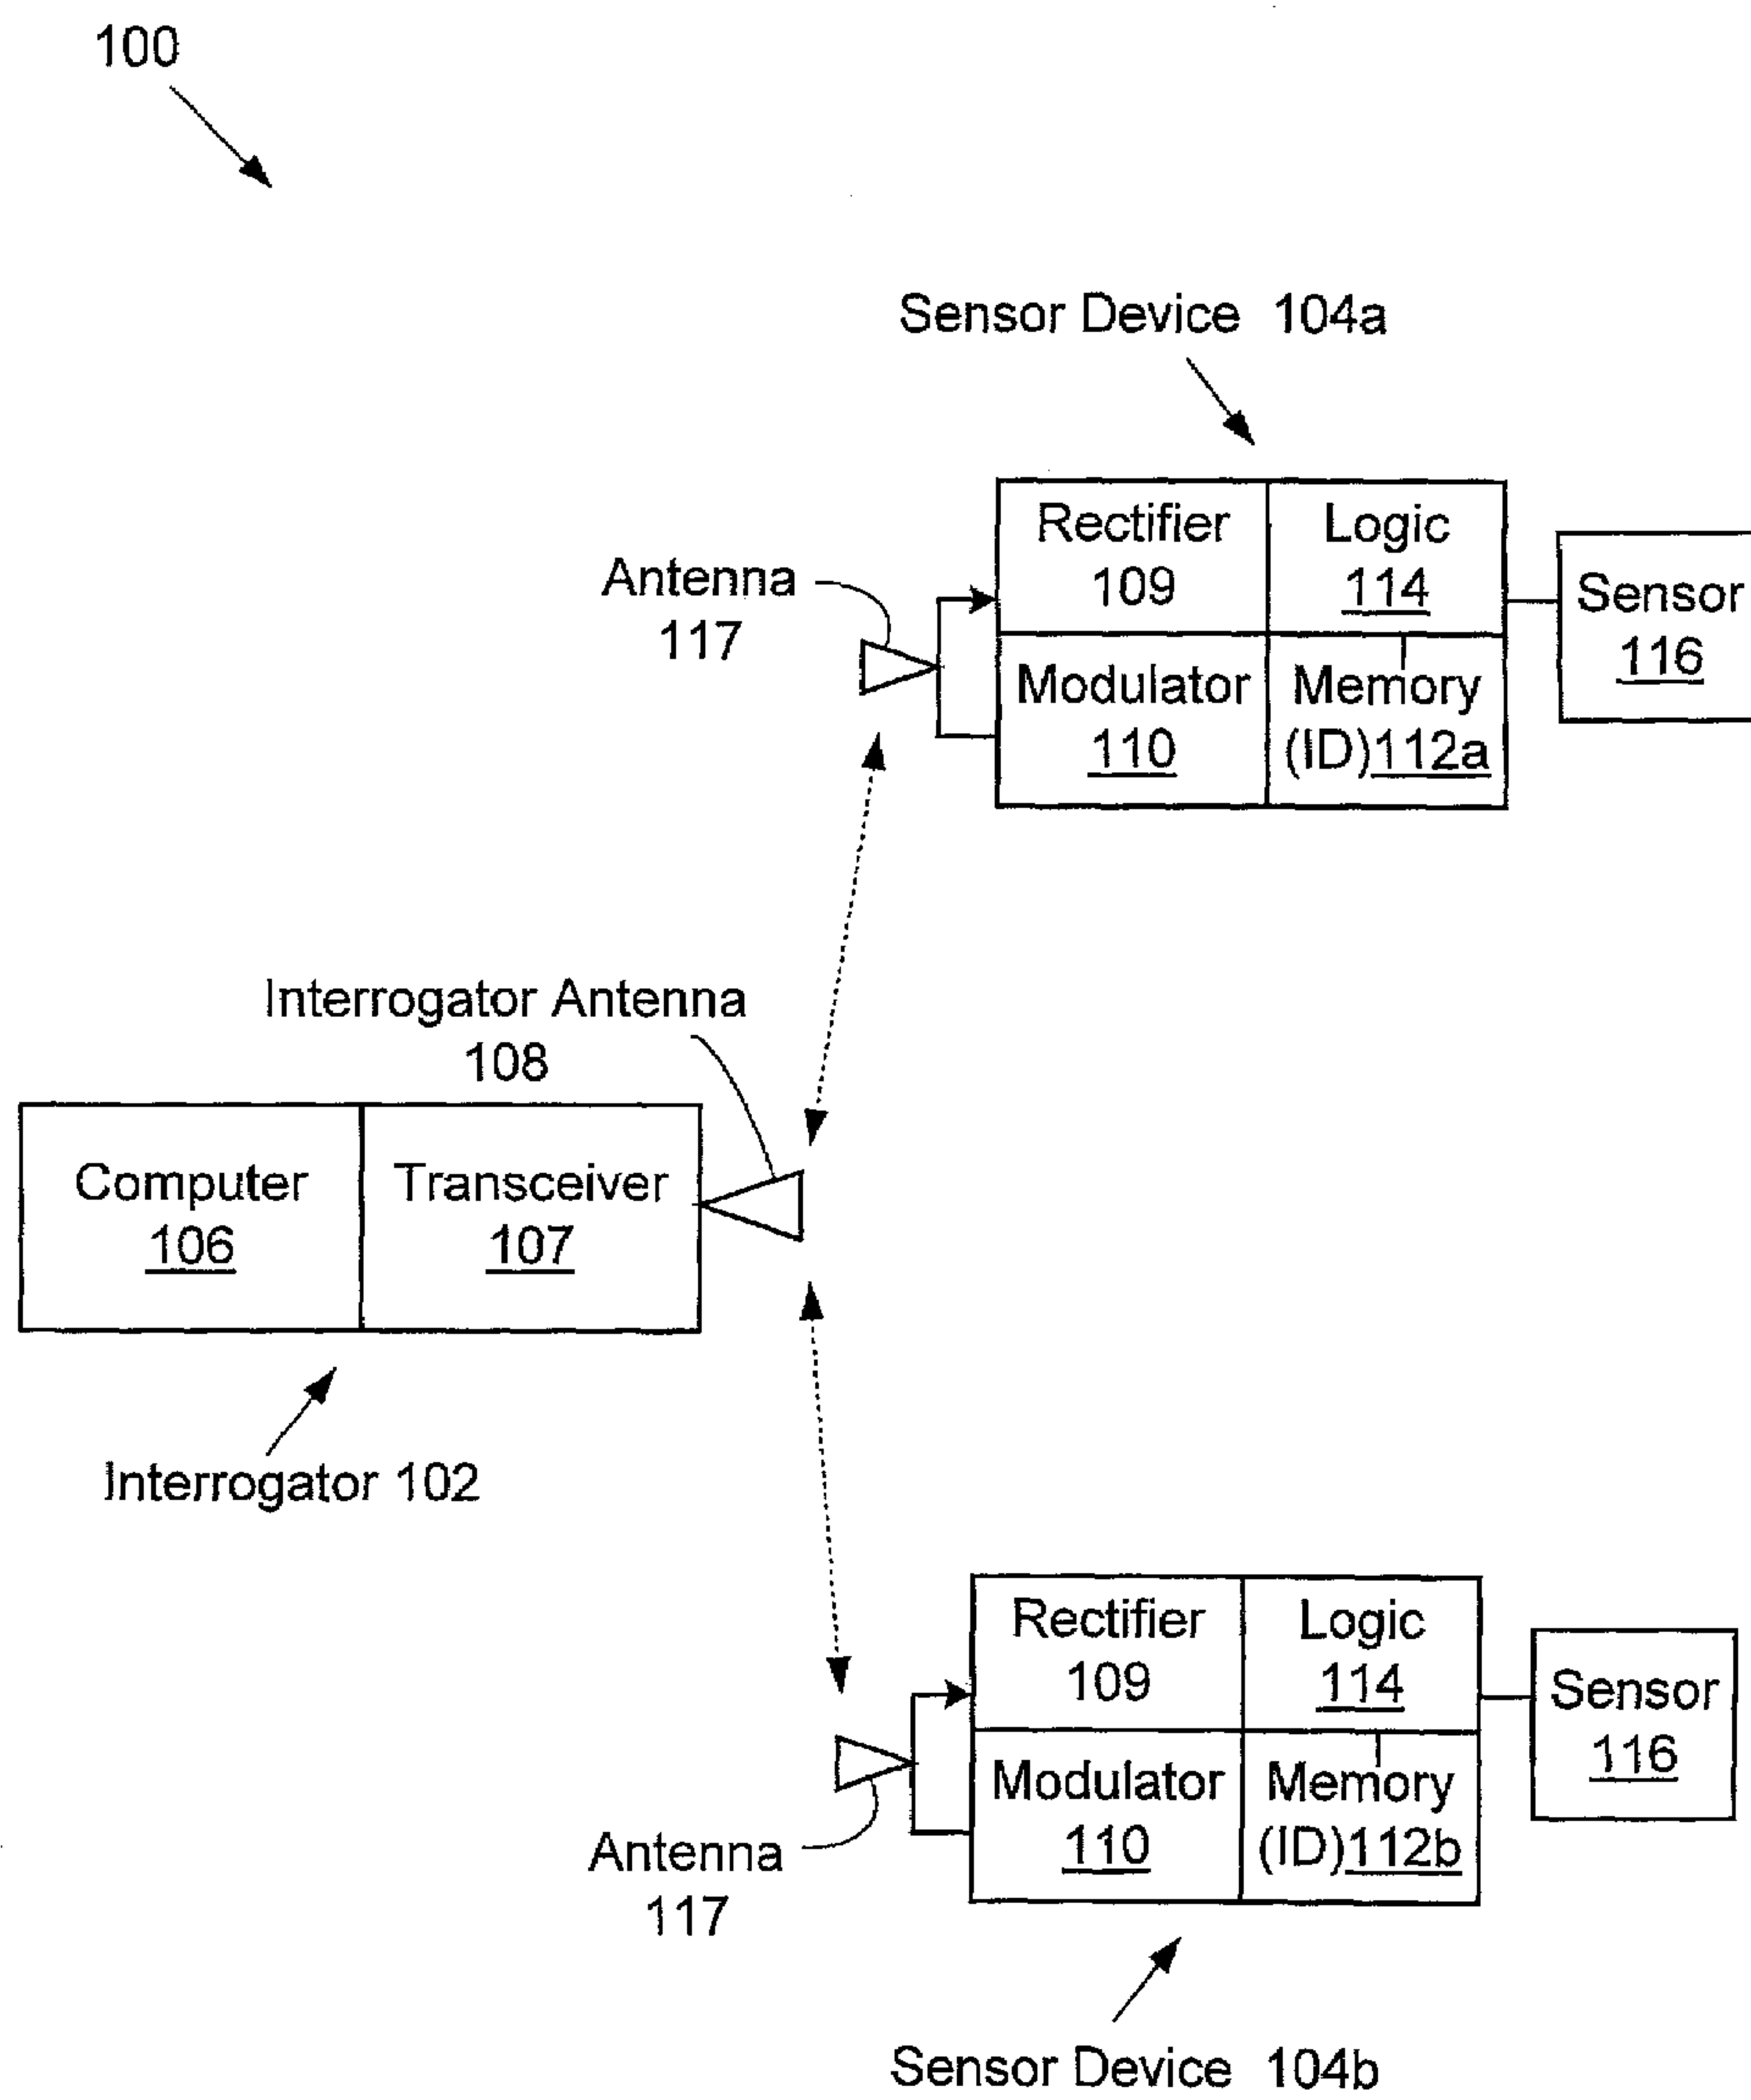 100
Sensor Device 104a
Rectifier
109
Logic
114
Sensor
116
Antenna
117
Modulator
110
Memory
(ID)112a
Interrogator Antenna
108
Computer
106
Transceiver
107
Interrogator 102
Rectifier
109
Logic
114
Sensor
116
Modulator
110
Memory
(ID)112b
Antenna
117
Sensor Device 104b